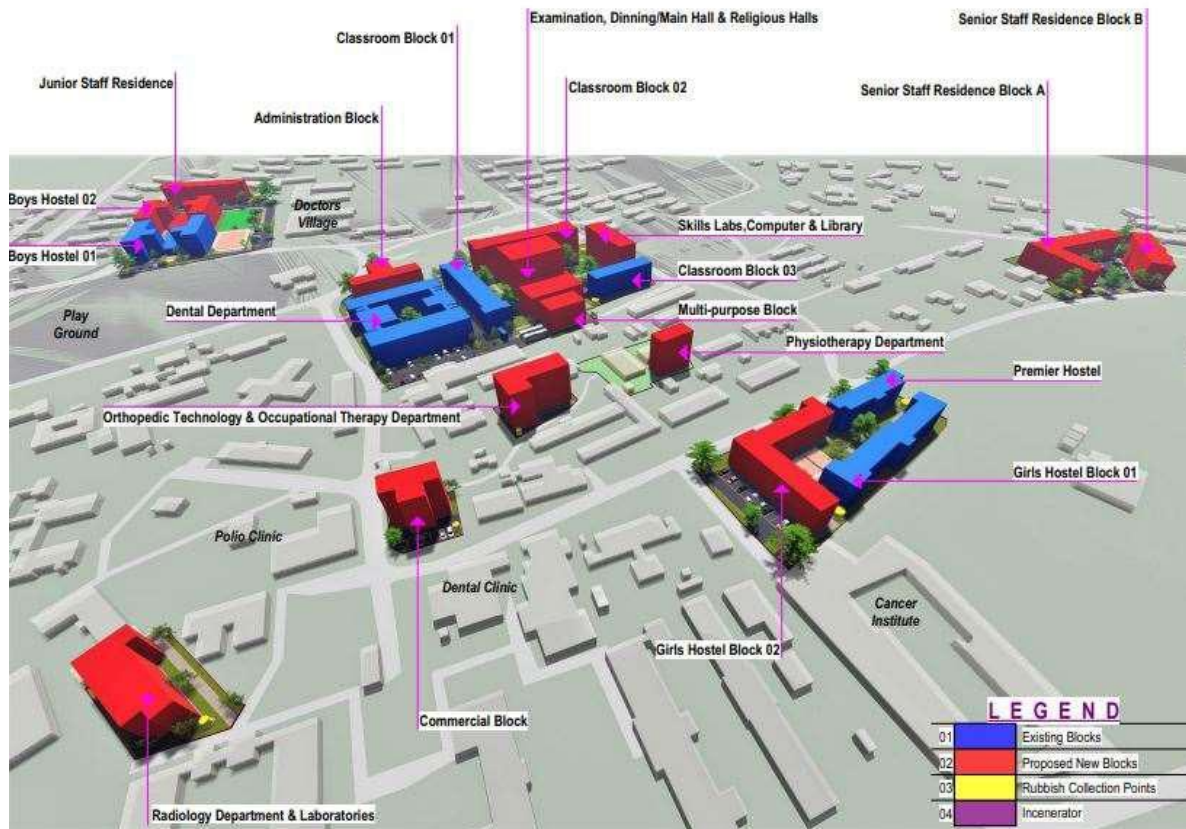 Examination, Dinning/Main Hall & Religious Halls
Senior Staff Residence Block B
Classroom Block 01
Junior Staff Residence
Classroom Block 02
Senior Staff Residence Block A
Administration Block
Boys Hostel 02
Doctors
Village
Skills Labs,Computer & Library
Boys Hostel 01
Classroom Block 03
Dental Department
Multi-purpose Block
Play
Ground
Physiotherapy Department
Premier Hostel
Orthopedic Technology & Occupational Therapy Department
Girls Hostel Block 01
Polio Clinic
Dental Clinic
Cancer
Institute
Girls Hostel Block 02
Commercial Block
Radiology Department & Laboratories
LEGEND
01 Existing Blocks
02 Proposed New Blocks
03 Rubbish Collection Points
04 Incenerator